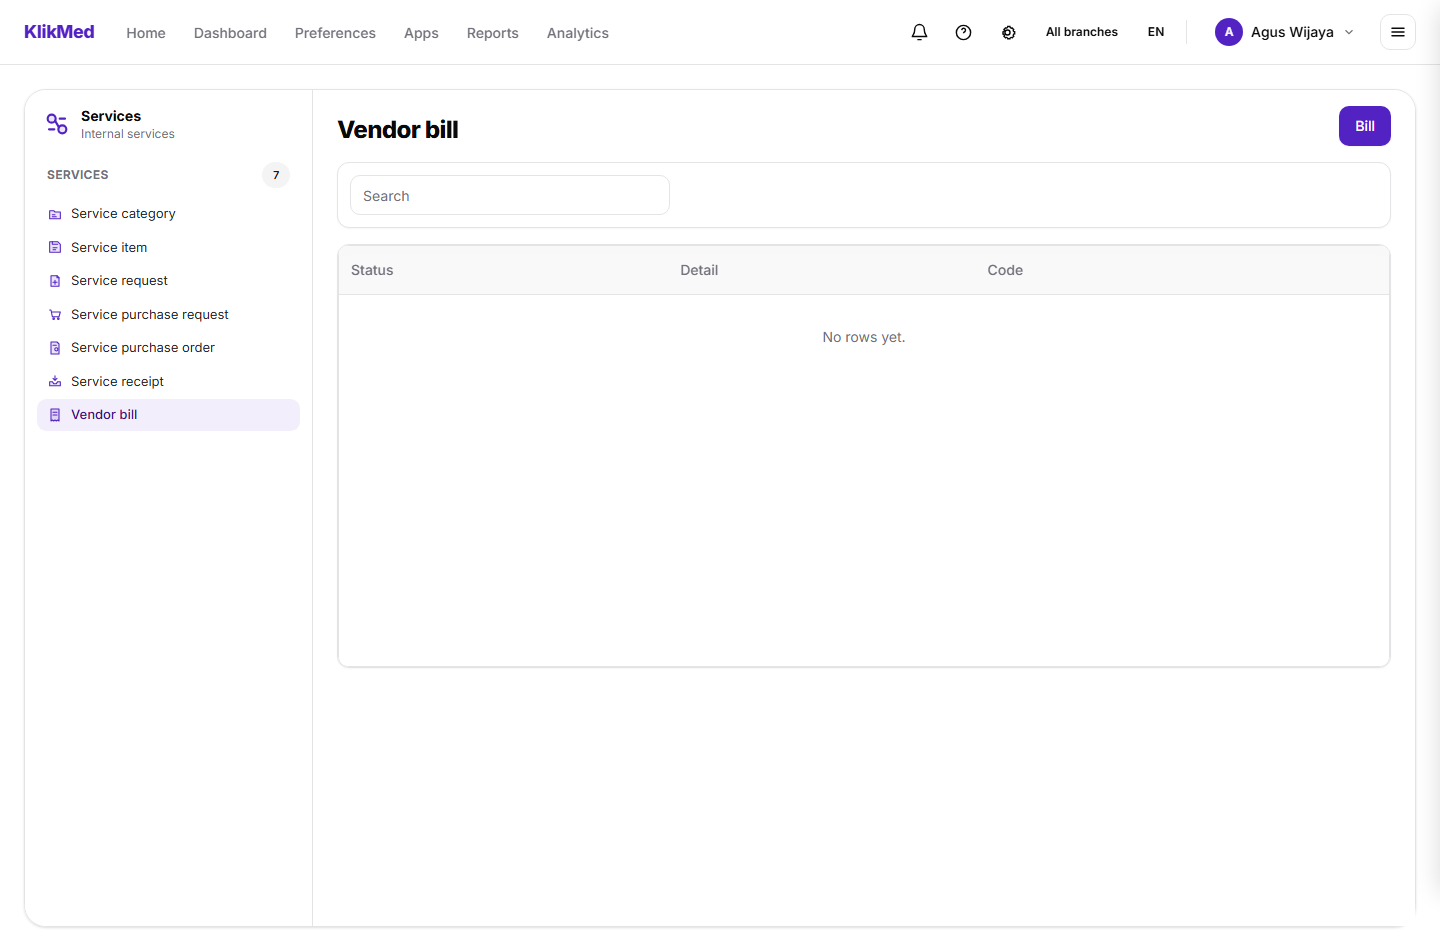 KlikMed
Home
Dashboard
Preferences
Apps
Reports
Analytics
All branches
EN
A
Agus Wijaya
Services
Internal services
SERVICES
7
Service category
Service item
Service request
Service purchase request
Service purchase order
Service receipt
Vendor bill
Vendor bill
Bill
Search
Status
Detail
Code
No rows yet.